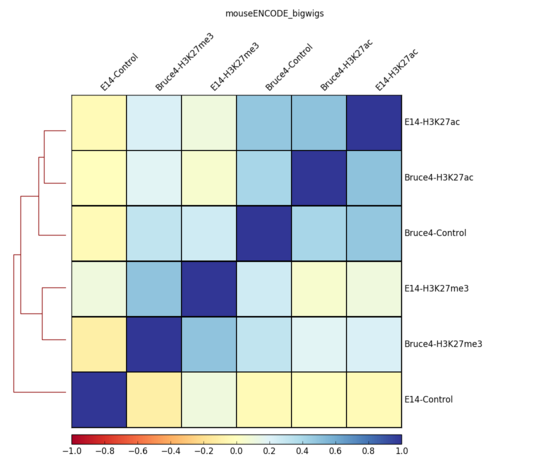 mouseENCODE_bigwigs
E14-Control
Bruce4-H3K27me3
E14-H3K27me3
Bruce4-Control
Bruce4-H3K27ac
E14-H3K27ac
E14-H3K27ac
Bruce4-H3K27ac
Bruce4-Control
E14-H3K27me3
Bruce4-H3K27me3
E14-Control
−1.0 −0.8 −0.6 −0.4 −0.2 0.0 0.2 0.4 0.6 0.8 1.0